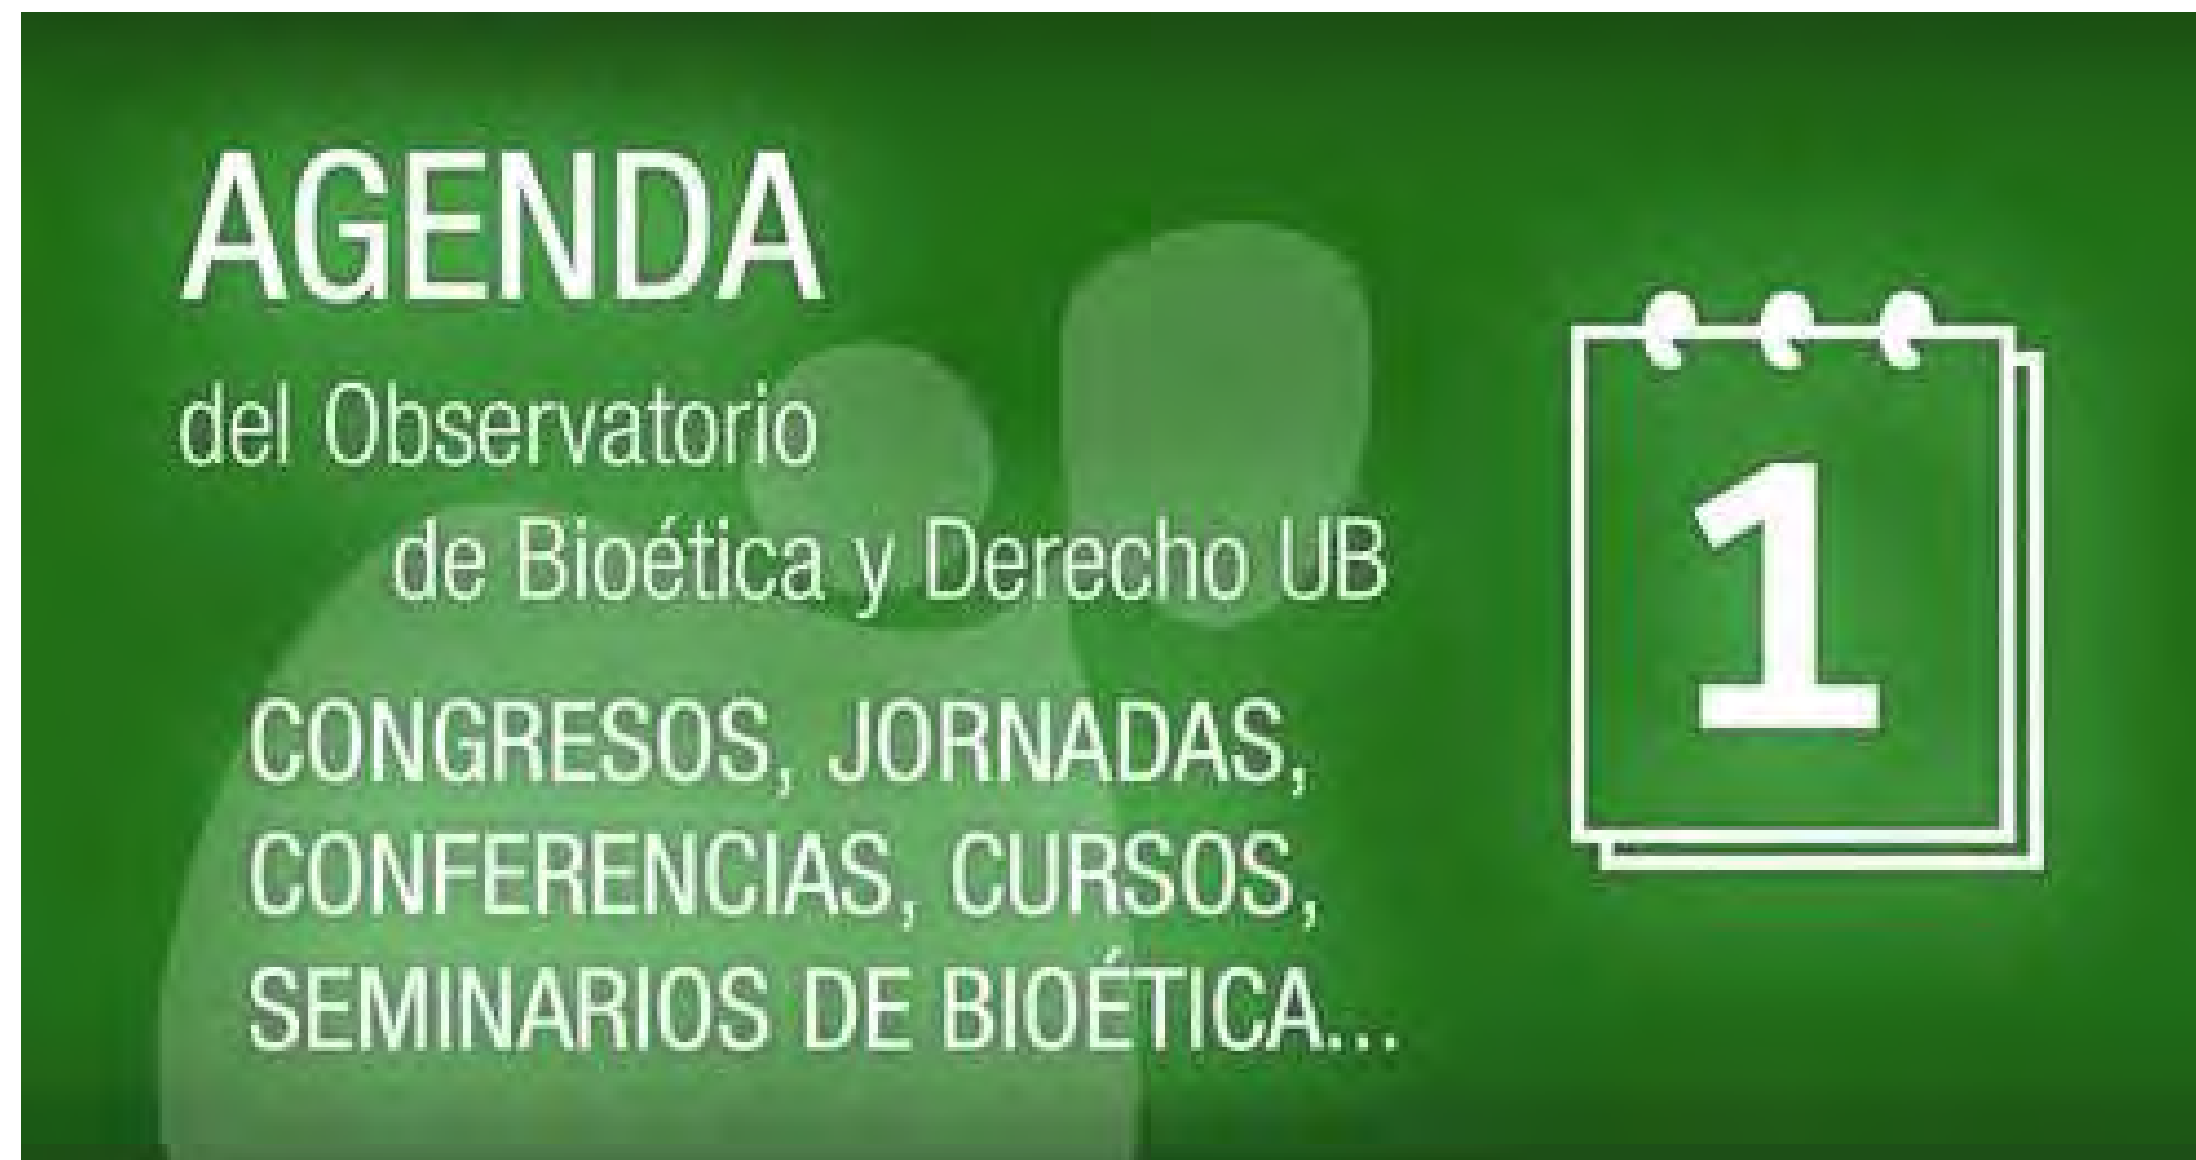 AGENDA
del Observatorio
de Bioética y Derecho UB
CONGRESOS, JORNADAS,
CONFERENCIAS, CURSOS,
SEMINARIOS DE BIOÉTICA...
1